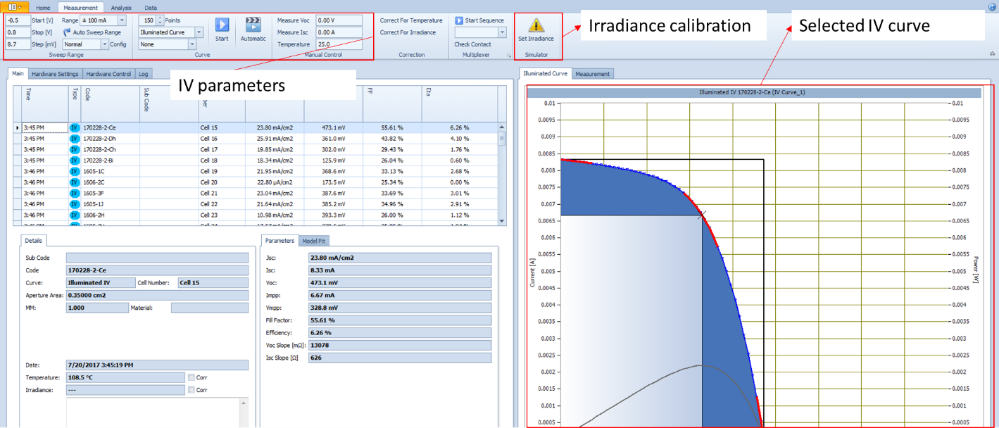 Home Measurement Analysis Data
-0.5 Start [V] Range ± 100 mA 150 Points Measure Voc 0.00 V Correct For Temperature Start Sequence
0.8 Stop [V] Auto Sweep Range Illuminated Curve Start Automatic Measure Isc 0.00 A Correct For Irradiance Set Irradiance
8.7 Step [mV] Normal Config None Temperature 25.0 Check Contact
Sweep Range Curve Manual Control Correction Multiplexer Simulator
Irradiance calibration
Selected IV curve
IV parameters
Main Hardware Settings Hardware Control Log
Time Type Code Sub Code FF Eta
3:45 PM IV 170228-2-Ce Cell 15 23.80 mA/cm2 473.1 mV 55.61 % 6.26 %
3:45 PM IV 170228-2-Dh Cell 16 25.91 mA/cm2 361.0 mV 43.82 % 4.10 %
3:45 PM IV 170228-2-Ch Cell 17 19.85 mA/cm2 302.0 mV 29.43 % 1.76 %
3:45 PM IV 170228-2-Bi Cell 18 18.34 mA/cm2 125.9 mV 26.04 % 0.60 %
3:46 PM IV 1605-1C Cell 19 21.95 mA/cm2 368.6 mV 33.13 % 2.68 %
3:46 PM IV 1606-2C Cell 20 22.80 µA/cm2 173.5 mV 25.34 % 0.00 %
3:46 PM IV 1605-3F Cell 21 23.04 mA/cm2 387.6 mV 33.69 % 3.01 %
3:46 PM IV 1605-1J Cell 22 21.64 mA/cm2 385.2 mV 34.96 % 2.91 %
3:46 PM IV 1606-2H Cell 23 10.98 mA/cm2 393.3 mV 26.00 % 1.12 %
Details
Sub Code
Code 170228-2-Ce
Curve: Illuminated IV Cell Number: Cell 15
Aperture Area: 0.35000 cm2
MM: 1.000 Material:
Date: 7/20/2017 3:45:19 PM
Temperature: 108.5 °C Corr
Irradiance: --- Corr
Parameters Model Fit
Jsc: 23.80 mA/cm2
Isc: 8.33 mA
Voc: 473.1 mV
Impp: 6.67 mA
Vmpp: 328.8 mV
Fill Factor: 55.61 %
Efficiency: 6.26 %
Voc Slope [mΩ]: 13078
Isc Slope [Ω] 626
Illuminated Curve Measurement
Illuminated IV 170228-2-Ce (IV Curve_1)
0.01 0.01
0.0095 0.0095
0.009 0.009
0.0085 0.0085
0.008 0.008
0.0075 0.0075
0.007 0.007
0.0065 0.0065
0.006 0.006
0.0055 0.0055
0.005 0.005
0.0045 0.0045
0.004 0.004
0.0035 0.0035
0.003 0.003
0.0025 0.0025
0.002 0.002
0.0015 0.0015
0.001 0.001
0.0005 0.0005
Current [A]
Power [W]